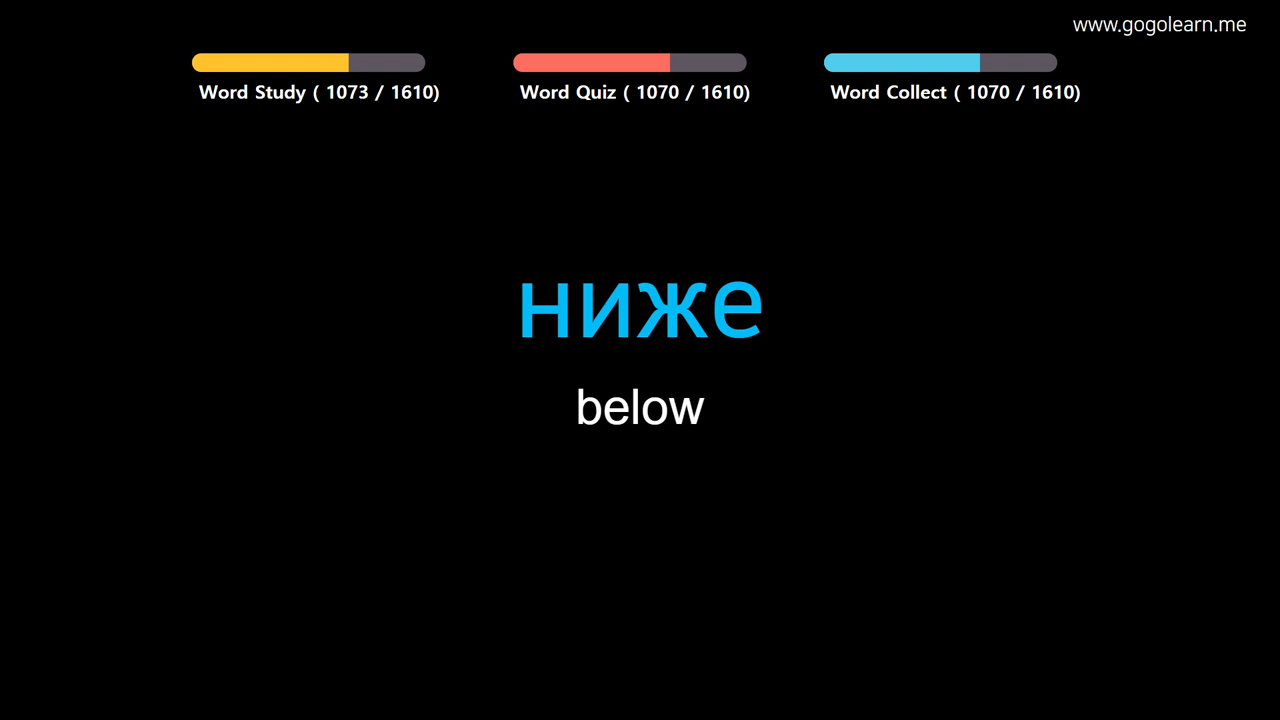 www.gogolearn.me
Word Study ( 1073 / 1610)
Word Quiz ( 1070 / 1610)
Word Collect ( 1070 / 1610)
ниже
below